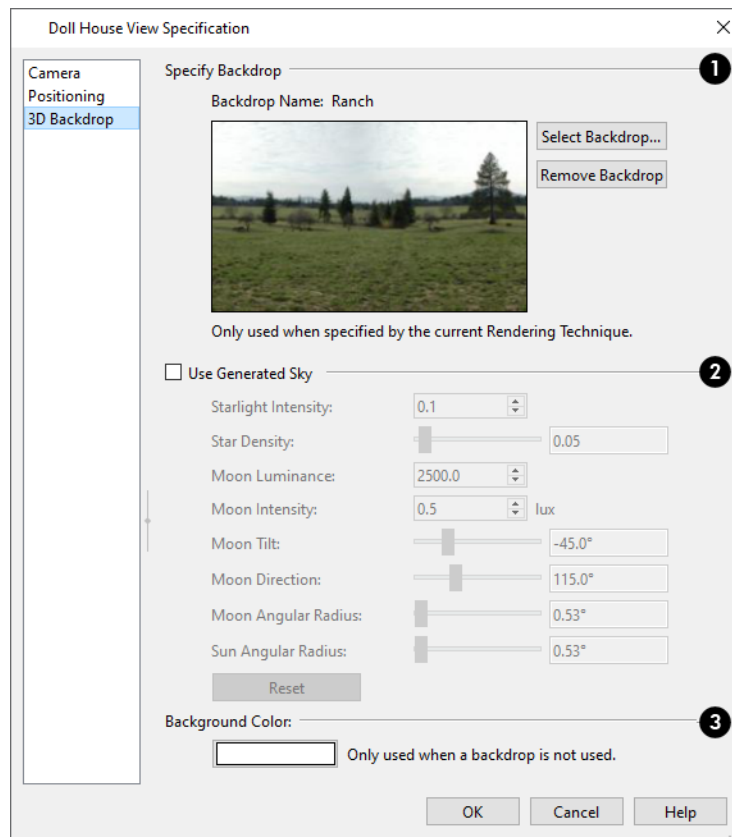 Doll House View Specification
Camera
Positioning
3D Backdrop
Specify Backdrop
1
Backdrop Name: Ranch
Select Backdrop...
Remove Backdrop
Only used when specified by the current Rendering Technique.
Use Generated Sky
2
Starlight Intensity: 0.1
Star Density: 0.05
Moon Luminance: 2500.0
Moon Intensity: 0.5 lux
Moon Tilt: -45.0°
Moon Direction: 115.0°
Moon Angular Radius: 0.53°
Sun Angular Radius: 0.53°
Reset
Background Color:
3
Only used when a backdrop is not used.
OK Cancel Help